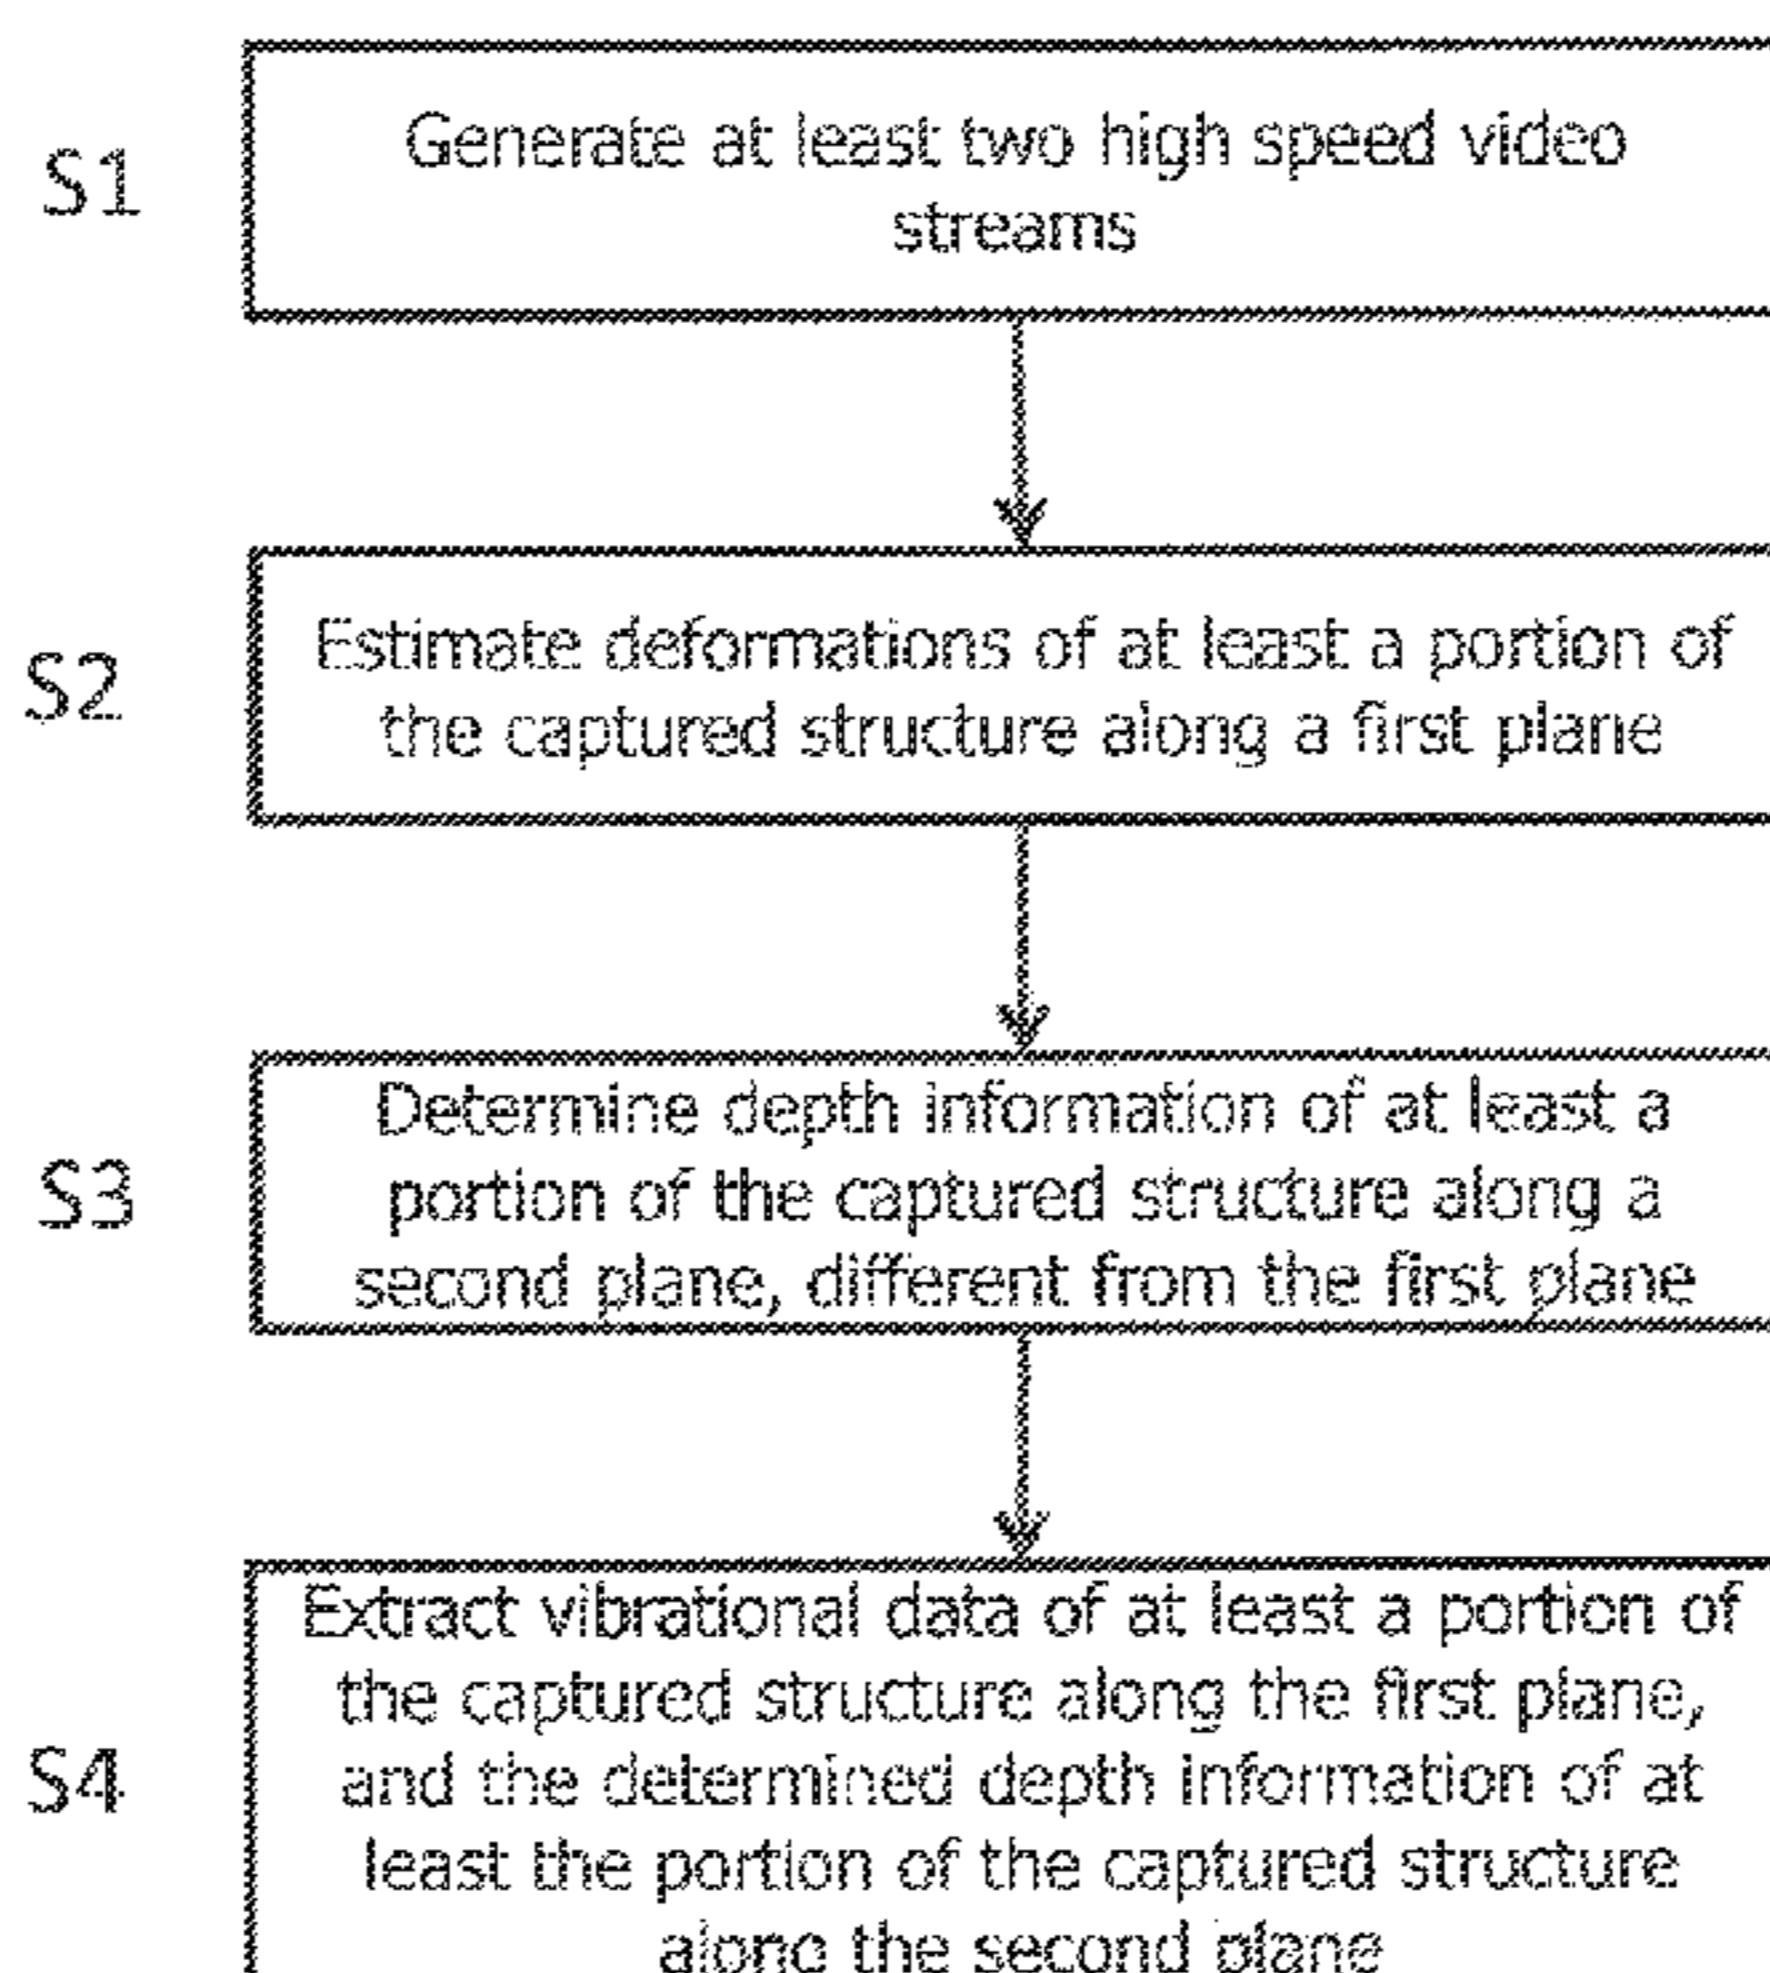 S1
Generate at least two high speed video
streams
S2
Estimate deformations of at least a portion of
the captured structure along a first plane
S3
Determine depth information of at least a
portion of the captured structure along a
second plane, different from the first plane
S4
Extract vibrational data of at least a portion of
the captured structure along the first plane,
and the determined depth information of at
least the portion of the captured structure
along the second plane